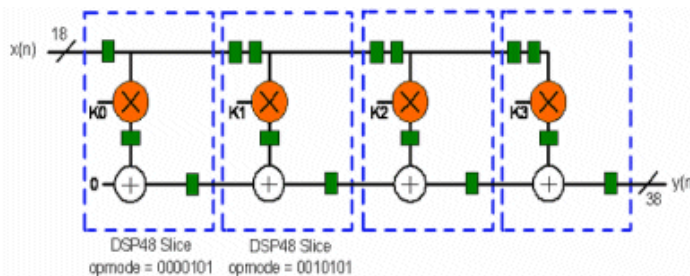 18
x(n)
K0
K1
K2
K3
0
y(n
38
DSP48 Slice
opmode = 0000101
DSP48 Slice
opmode = 0010101